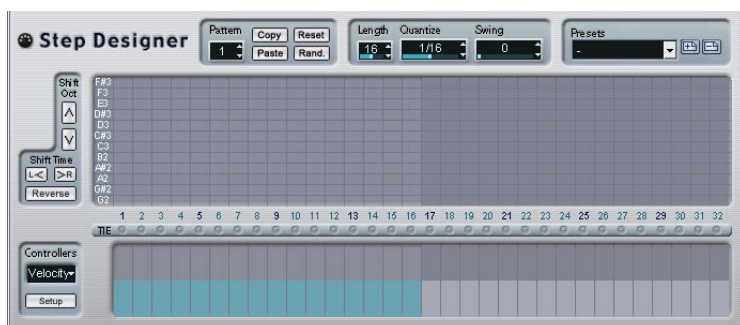 Step Designer
Pattern
1
Copy Reset
Paste Rand.
Length Quantize Swing
16 1/16 0
Presets
-
Shift
Oct
F#3
F3
E3
D#3
D3
C#3
C3
B2
A#2
A2
G#2
G2
Shift Time
L< >R
Reverse
1 2 3 4 5 6 7 8 9 10 11 12 13 14 15 16 17 18 19 20 21 22 23 24 25 26 27 28 29 30 31 32
TIE
Controllers
Velocity
Setup